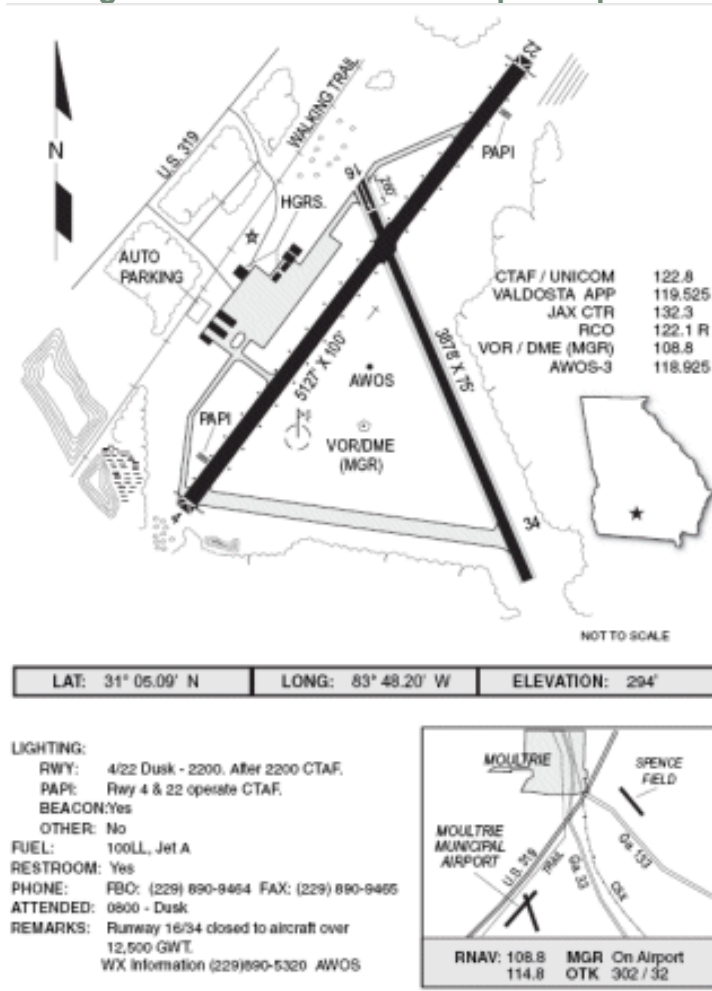 22
WALKING TRAIL
U.S. 319
PAPI
N
16
280'
HGRS.
AUTO
PARKING
CTAF / UNICOM 122.8
VALDOSTA APP 119.525
JAX CTR 132.3
RCO 122.1 R
VOR / DME (MGR) 108.8
AWOS-3 118.925
5127' X 100'
3878' X 75'
AWOS
PAPI
VOR/DME
(MGR)
4
34
NOT TO SCALE
LAT: 31° 05.09' N LONG: 83° 48.20' W ELEVATION: 294'
LIGHTING:
RWY: 4/22 Dusk - 2200. After 2200 CTAF.
PAPI: Rwy 4 & 22 operate CTAF.
BEACON:Yes
OTHER: No
FUEL: 100LL, Jet A
RESTROOM: Yes
PHONE: FBO: (229) 890-9464 FAX: (229) 890-9465
ATTENDED: 0800 - Dusk
REMARKS: Runway 16/34 closed to aircraft over
12,500 GWT.
WX Information (229)890-5320 AWOS
MOULTRIE
SPENCE
FIELD
MOULTRIE
MUNICIPAL
AIRPORT
U.S. 319
TRAIL
Ga. 33
CSX
Ga. 133
RNAV: 108.8 MGR On Airport
114.8 OTK 302 / 32